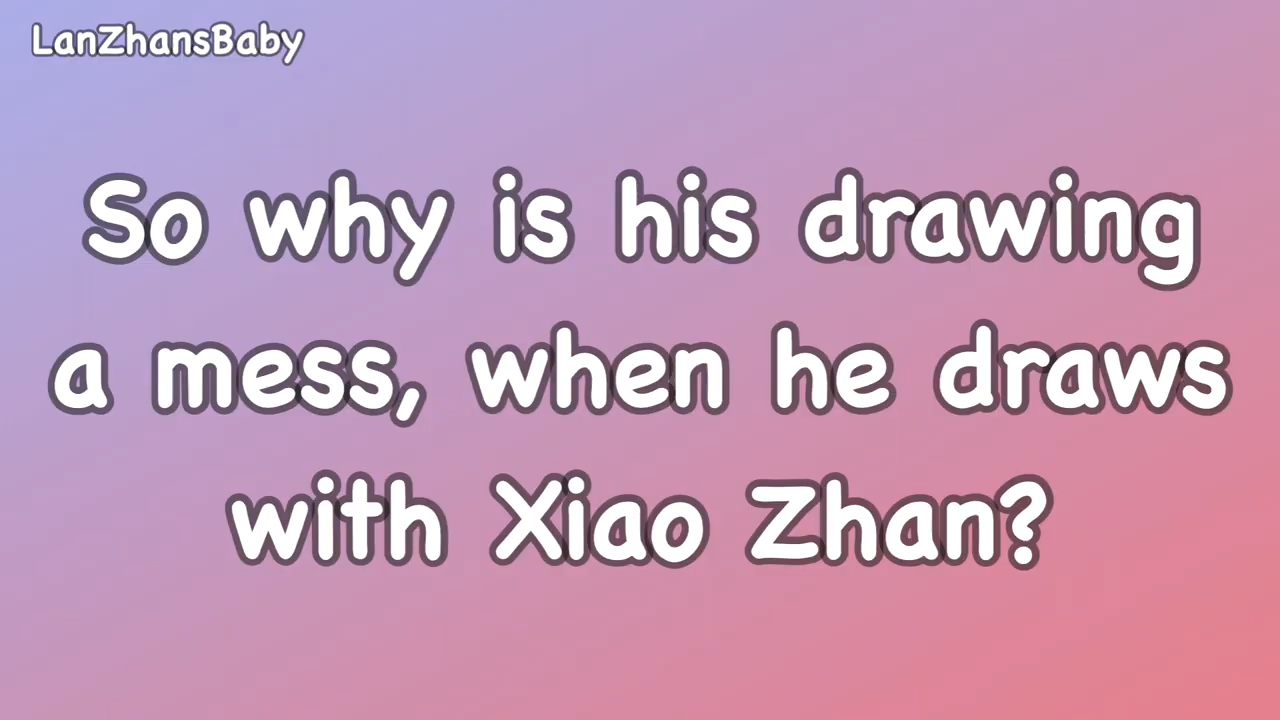 LanZhansBaby
So why is his drawing
a mess, when he draws
with Xiao Zhan?